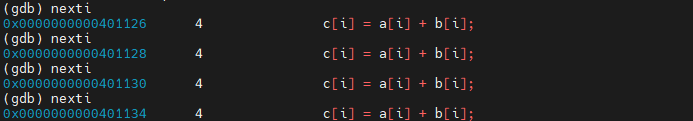 (gdb) nexti
0x0000000000401126 4 c[i] = a[i] + b[i];
(gdb) nexti
0x0000000000401128 4 c[i] = a[i] + b[i];
(gdb) nexti
0x0000000000401130 4 c[i] = a[i] + b[i];
(gdb) nexti
0x0000000000401134 4 c[i] = a[i] + b[i];